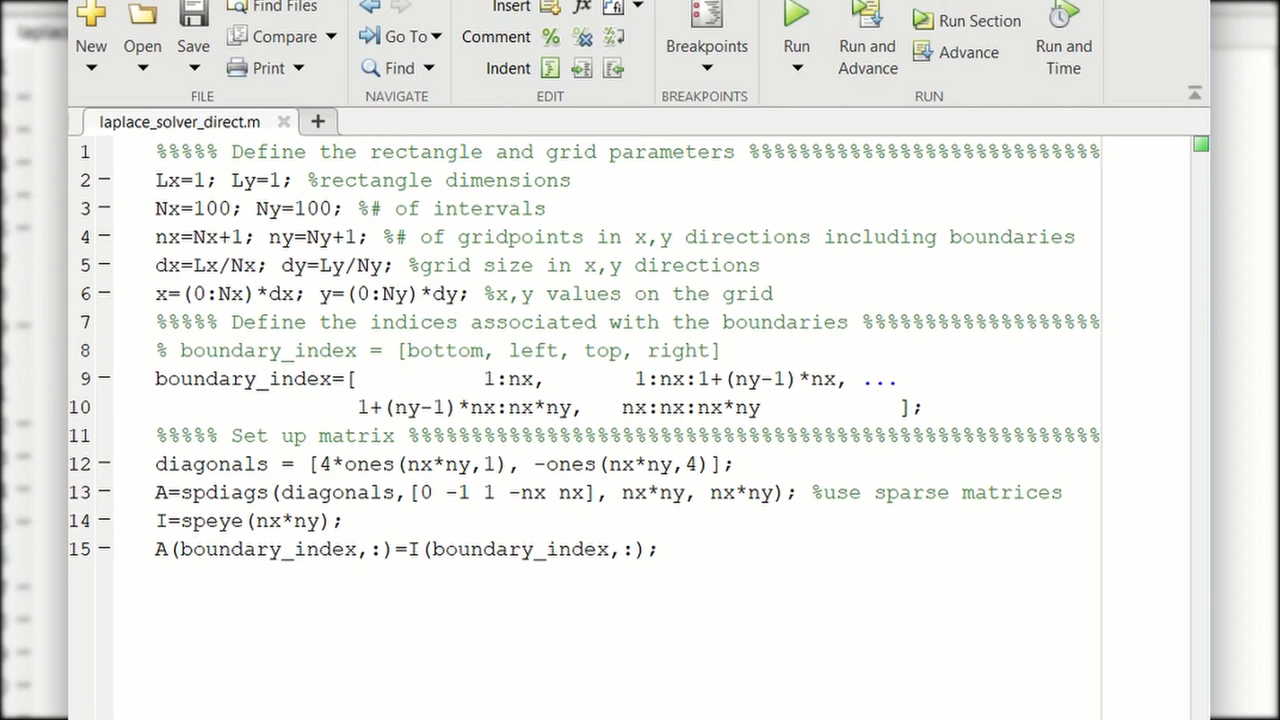 Find Files
Insert
fx
Compare
Go To
Comment
%
Run Section
New
Open
Save
Breakpoints
Run
Run and
Advance
Advance
Run and
Time
Print
Find
Indent
FILE
NAVIGATE
EDIT
BREAKPOINTS
RUN
laplace_solver_direct.m
1 %%%%% Define the rectangle and grid parameters %%%%%%%%%%%%%%%%%%%%%%%%%%%%
2 Lx=1; Ly=1; %rectangle dimensions
3 Nx=100; Ny=100; %# of intervals
4 nx=Nx+1; ny=Ny+1; %# of gridpoints in x,y directions including boundaries
5 dx=Lx/Nx; dy=Ly/Ny; %grid size in x,y directions
6 x=(0:Nx)*dx; y=(0:Ny)*dy; %x,y values on the grid
7 %%%%% Define the indices associated with the boundaries %%%%%%%%%%%%%%%%%%%
8 % boundary_index = [bottom, left, top, right]
9 boundary_index=[ 1:nx, 1:nx:1+(ny-1)*nx, ...
10 1+(ny-1)*nx:nx*ny, nx:nx:nx*ny ];
11 %%%%% Set up matrix %%%%%%%%%%%%%%%%%%%%%%%%%%%%%%%%%%%%%%%%%%%%%%%%%%%%%%%
12 diagonals = [4*ones(nx*ny,1), -ones(nx*ny,4)];
13 A=spdiags(diagonals,[0 -1 1 -nx nx], nx*ny, nx*ny); %use sparse matrices
14 I=speye(nx*ny);
15 A(boundary_index,:)=I(boundary_index,:);